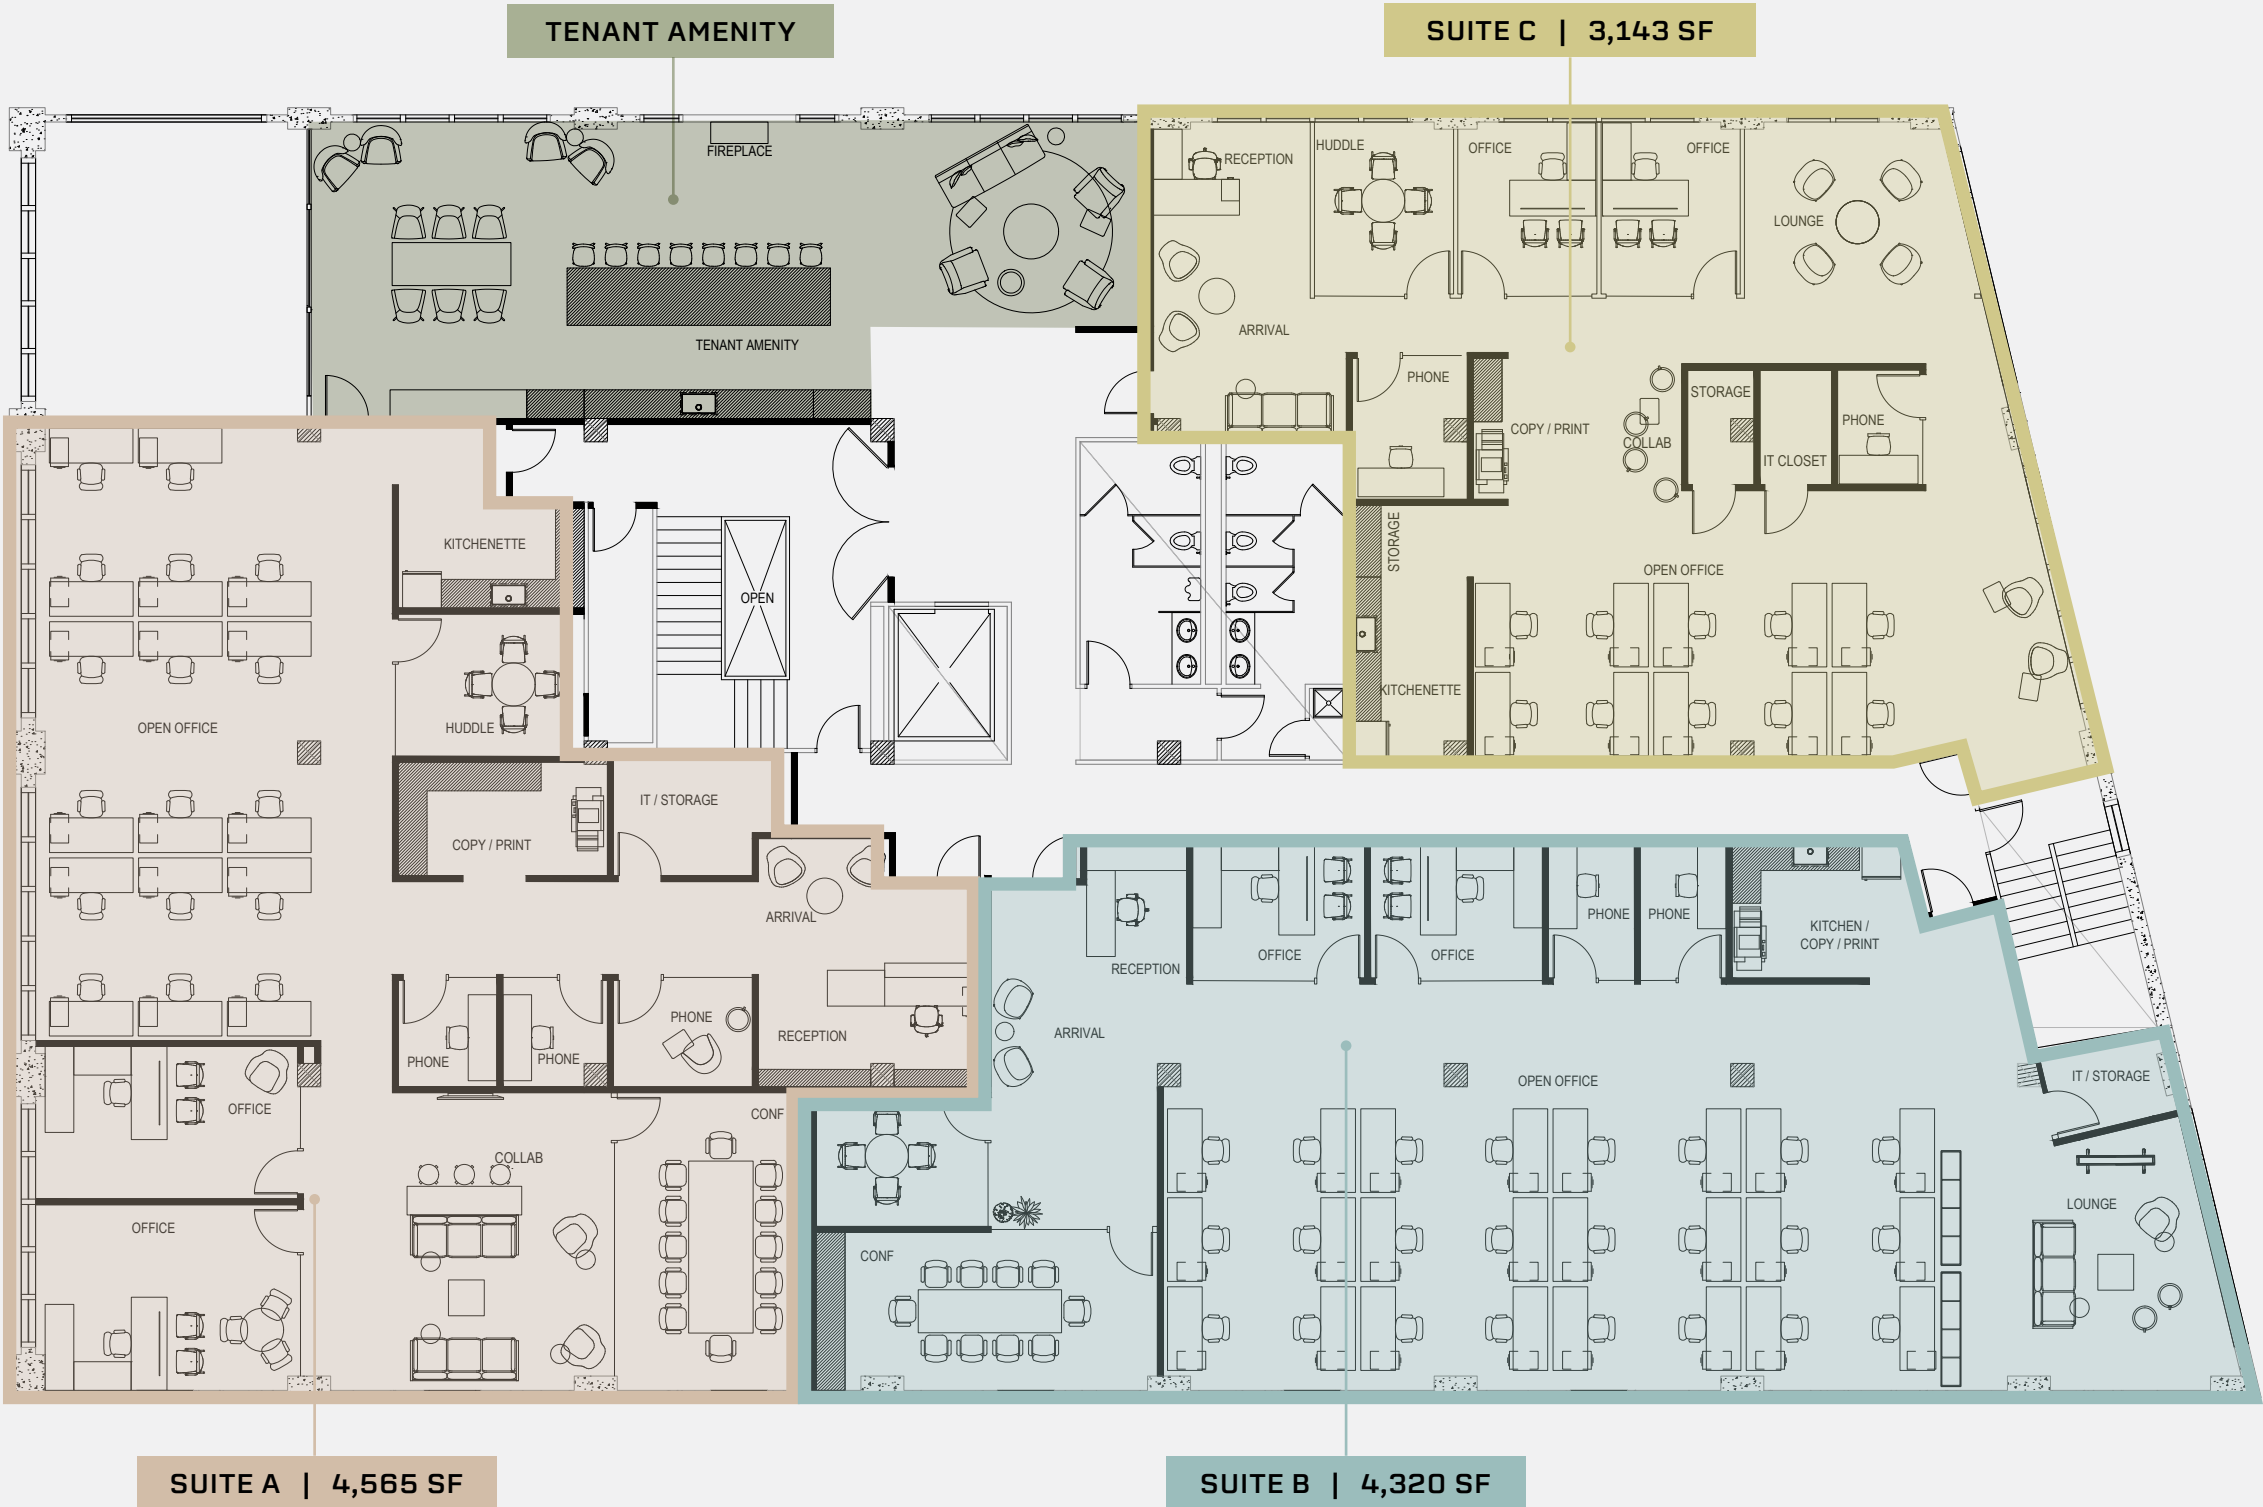 TENANT AMENITY
SUITE C | 3,143 SF
FIREPLACE
TENANT AMENITY
RECEPTION
HUDDLE
OFFICE
OFFICE
LOUNGE
ARRIVAL
PHONE
COPY / PRINT
COLLAB
STORAGE
IT CLOSET
PHONE
STORAGE
OPEN OFFICE
KITCHENETTE
KITCHENETTE
OPEN
HUDDLE
OPEN OFFICE
COPY / PRINT
IT / STORAGE
ARRIVAL
RECEPTION
PHONE
PHONE
PHONE
OFFICE
OFFICE
COLLAB
CONF
RECEPTION
OFFICE
OFFICE
PHONE
PHONE
KITCHEN /
COPY / PRINT
ARRIVAL
OPEN OFFICE
IT / STORAGE
LOUNGE
CONF
SUITE A | 4,565 SF
SUITE B | 4,320 SF